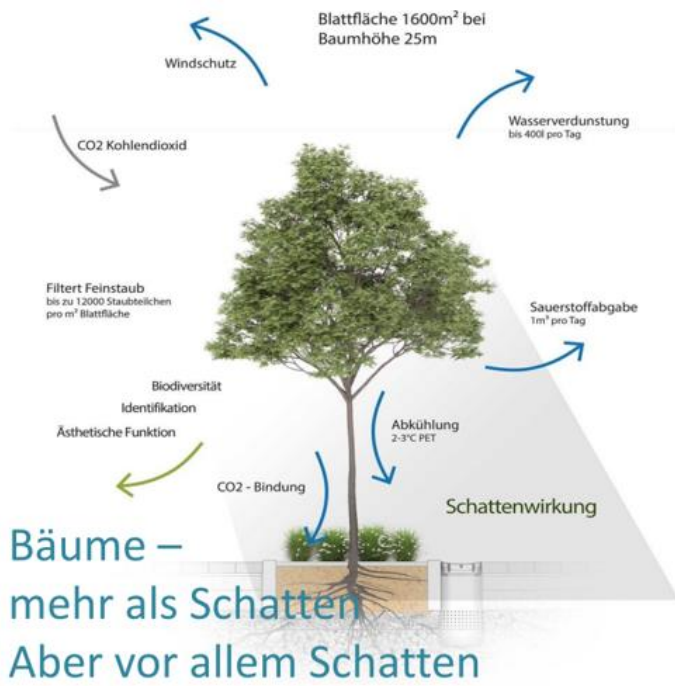 Blattfläche 1600m² bei
Baumhöhe 25m
Windschutz
Wasserverdunstung
bis 400l pro Tag
CO2 Kohlendioxid
Filtert Feinstaub
bis zu 12000 Staubteilchen
pro m² Blattfläche
Sauerstoffabgabe
1m³ pro Tag
Biodiversität
Identifikation
Ästhetische Funktion
Abkühlung
2-3°C PET
CO2 - Bindung
Schattenwirkung
Bäume –
mehr als Schatten
Aber vor allem Schatten